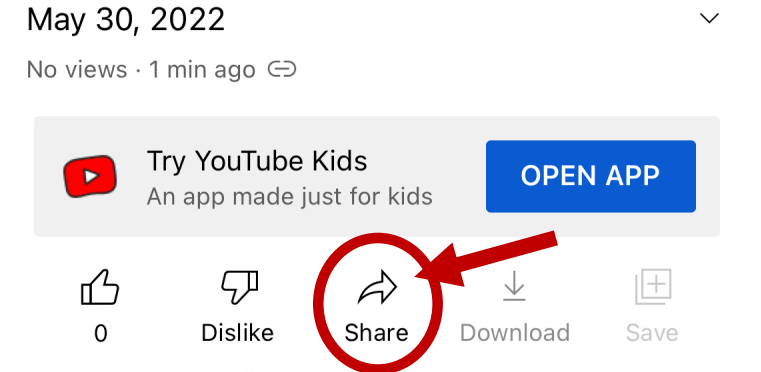 May 30, 2022
No views · 1 min ago
Try YouTube Kids
An app made just for kids
OPEN APP
0 Dislike Share Download Save